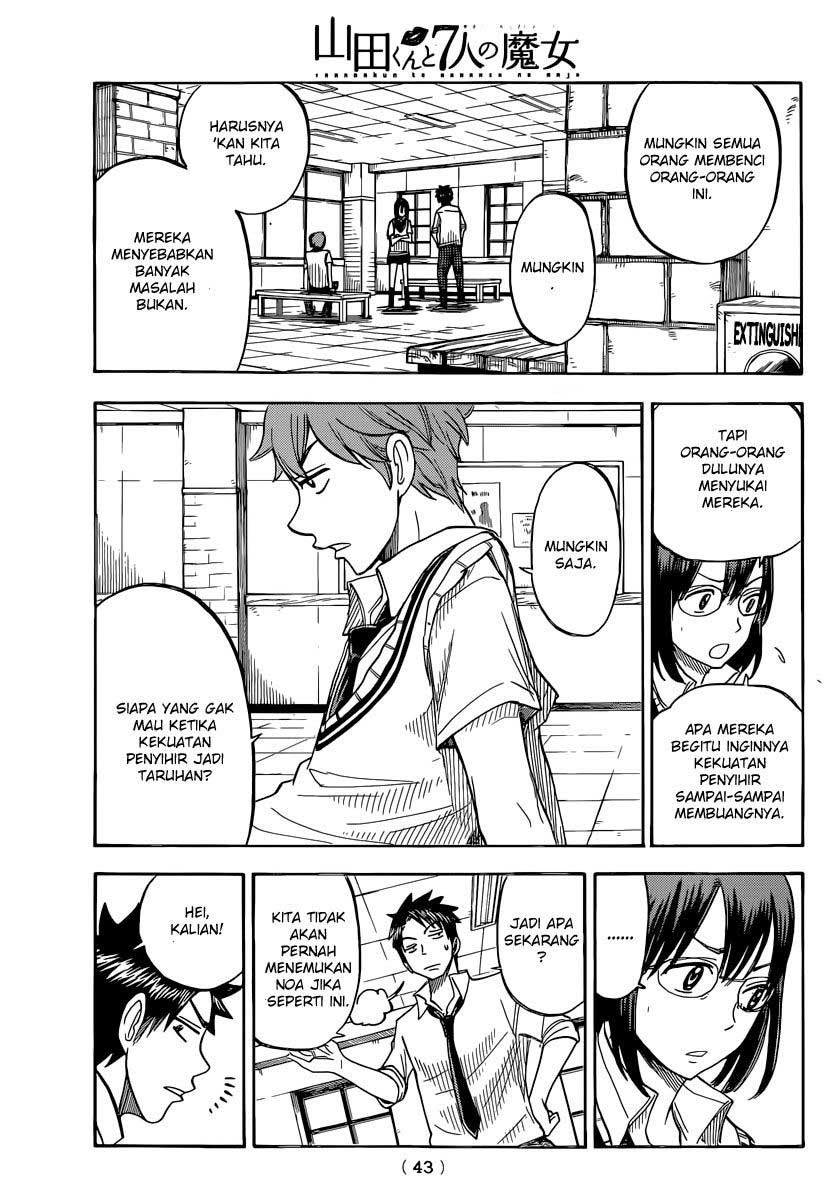 山田くんと7人の魔女
MUNGKIN SEMUA
ORANG MEMBENCI
ORANG-ORANG
INI.
MUNGKIN
HARUSNYA
'KAN KITA
TAHU.
MEREKA
MENYEBABKAN
BANYAK
MASALAH
BUKAN.
EXTINGUISH
TAPI
ORANG-ORANG
DULUNYA
MENYUKAI
MEREKA.
APA MEREKA
BEGITU INGINNYA
KEKUATAN
PENYIHIR
SAMPAI-SAMPAI
MEMBUANGNYA.
MUNGKIN
SAJA.
SIAPA YANG GAK
MAU KETIKA
KEKUATAN
PENYIHIR JADI
TARUHAN?
.......
JADI APA
SEKARANG
?
KITA TIDAK
AKAN
PERNAH
MENEMUKAN
NOA JIKA
SEPERTI INI.
HEI,
KALIAN!
( 43 )